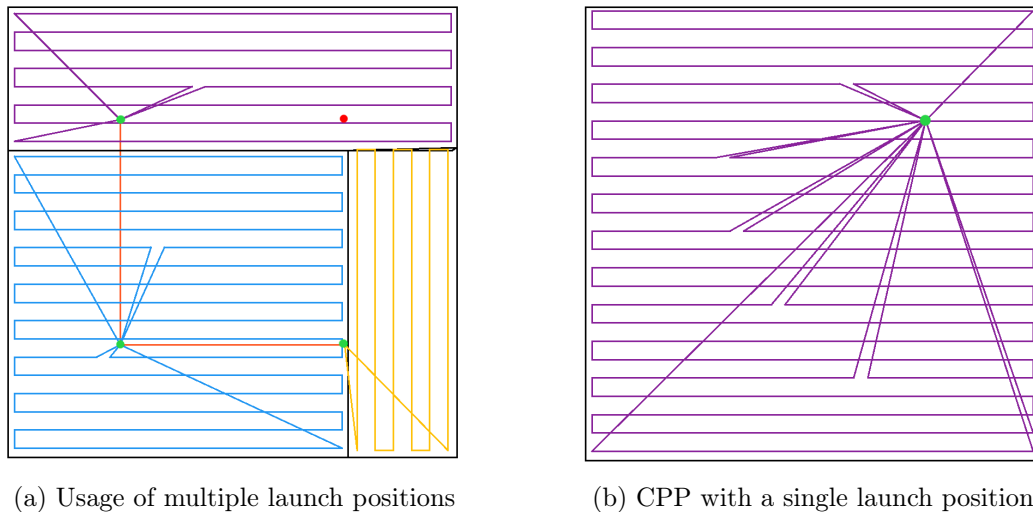 (a) Usage of multiple launch positions
(b) CPP with a single launch position